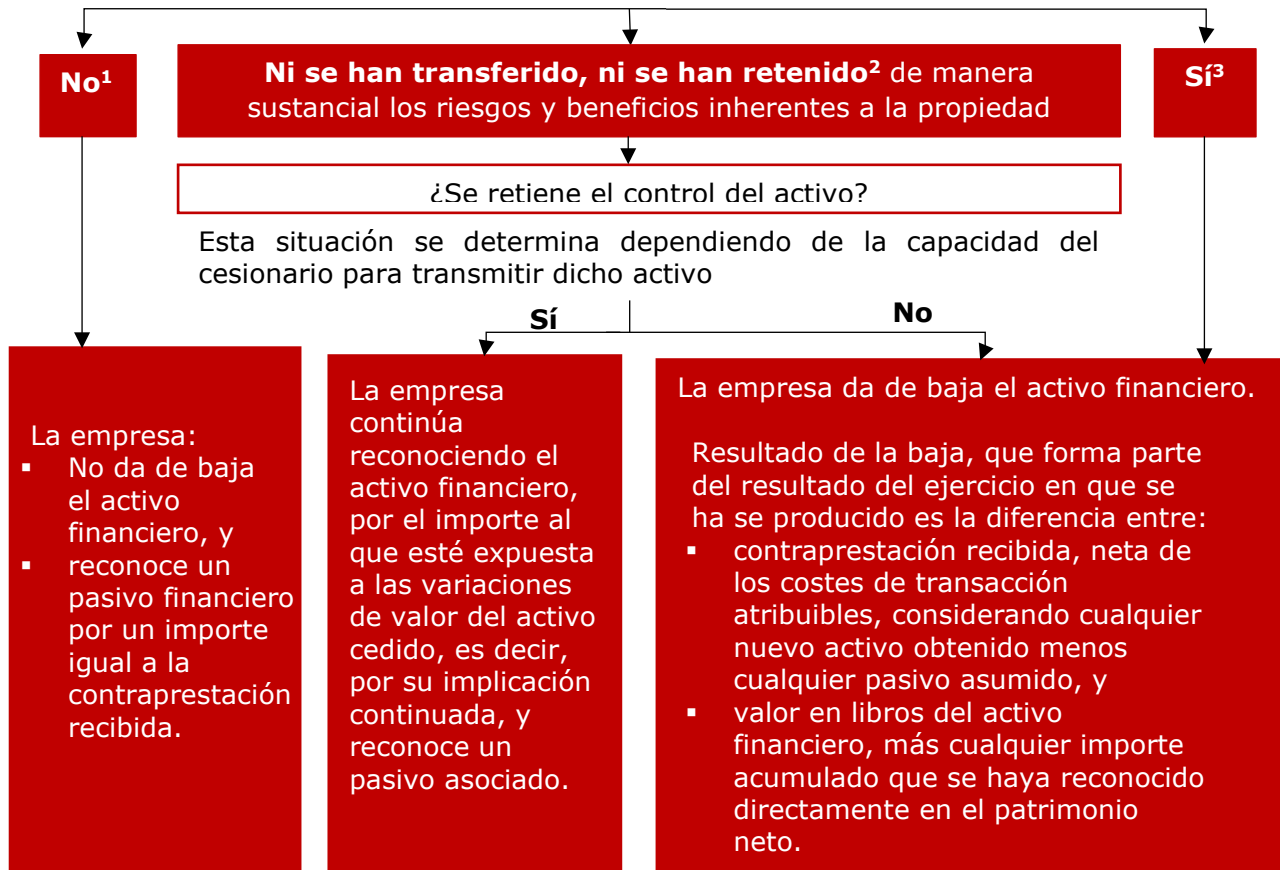 No¹
Ni se han transferido, ni se han retenido² de manera
sustancial los riesgos y beneficios inherentes a la propiedad
Sí³
¿Se retiene el control del activo?
Esta situación se determina dependiendo de la capacidad del
cesionario para transmitir dicho activo
Sí
No
La empresa:
▪ No da de baja
el activo
financiero, y
▪ reconoce un
pasivo financiero
por un importe
igual a la
contraprestación
recibida.
La empresa
continúa
reconociendo el
activo financiero,
por el importe al
que esté expuesta
a las variaciones
de valor del activo
cedido, es decir,
por su implicación
continuada, y
reconoce un
pasivo asociado.
La empresa da de baja el activo financiero.
Resultado de la baja, que forma parte
del resultado del ejercicio en que se
ha se producido es la diferencia entre:
▪ contraprestación recibida, neta de
los costes de transacción
atribuibles, considerando cualquier
nuevo activo obtenido menos
cualquier pasivo asumido, y
▪ valor en libros del activo
financiero, más cualquier importe
acumulado que se haya reconocido
directamente en el patrimonio
neto.